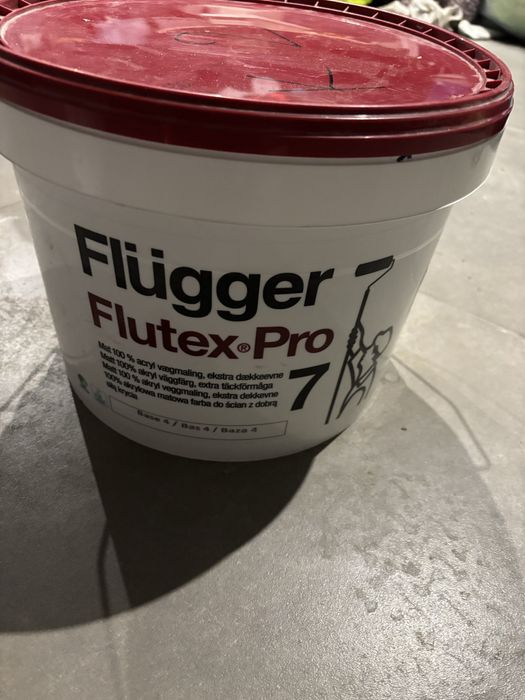 Flügger
Flutex®Pro
7
Mat 100 % acryl vægmaling, ekstra dækkeevne
Matt 100% akryl väggfärg, extra täckförmåga
Matt 100 % akryl veggmaling, ekstra dekkevne
100% akrylowa matowa farba do ścian z dobrą
siłą krycia
Base 4 / Bas 4 / Baza 4